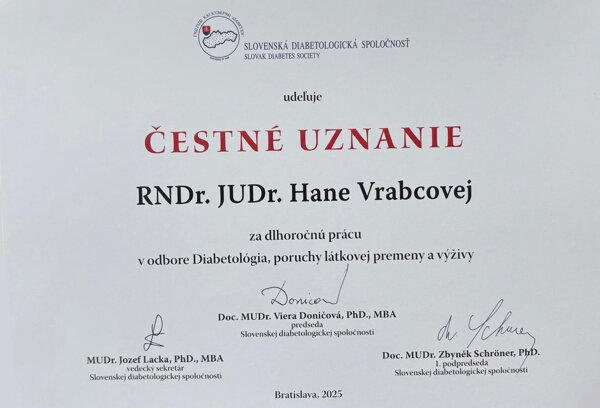 SLOVENSKÁ DIABETOLOGICKÁ SPOLOČNOSŤ
SLOVAK DIABETES SOCIETY
udeľuje
ČESTNÉ UZNANIE
RNDr. JUDr. Hane Vrabcovej
za dlhoročnú prácu
v odbore Diabetológia, poruchy látkovej premeny a výživy
Doc. MUDr. Viera Doničová, PhD., MBA
predseda
Slovenskej diabetologickej spoločnosti
MUDr. Jozef Lacka, PhD., MBA
vedecký sekretár
Slovenskej diabetologickej spoločnosti
Doc. MUDr. Zbyněk Schröner, PhD.
1. podpredseda
Slovenskej diabetologickej spoločnosti
Bratislava, 2025